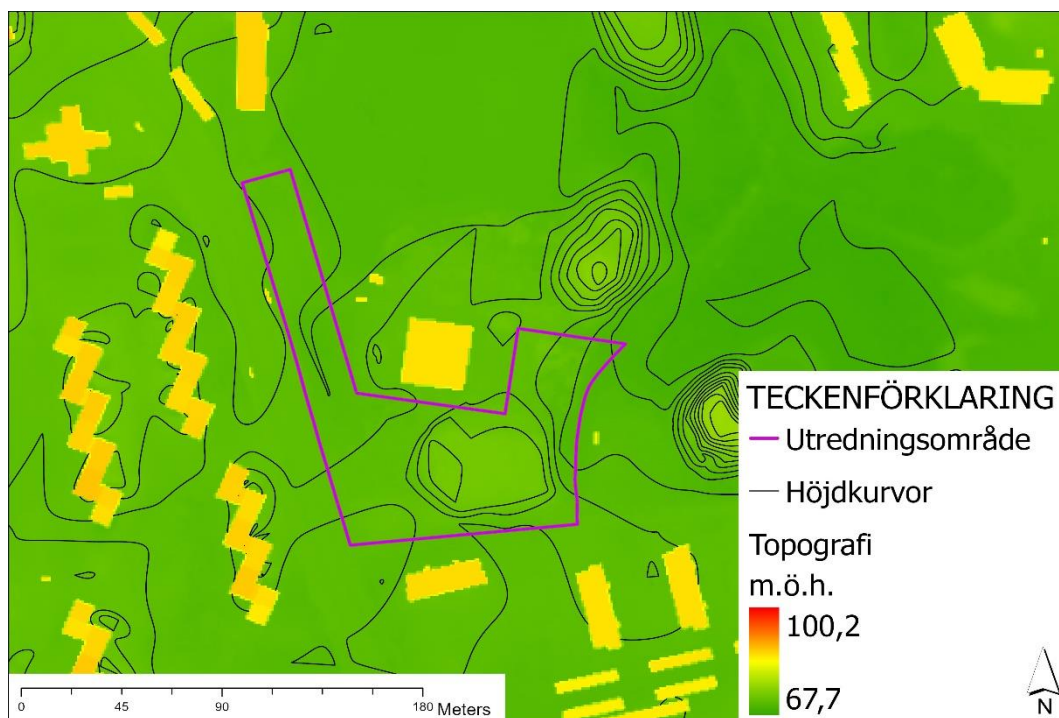 TECKENFÖRKLARING
Utredningsområde
Höjdkurvor
Topografi
m.ö.h.
100,2
67,7
N
0 45 90 180 Meters